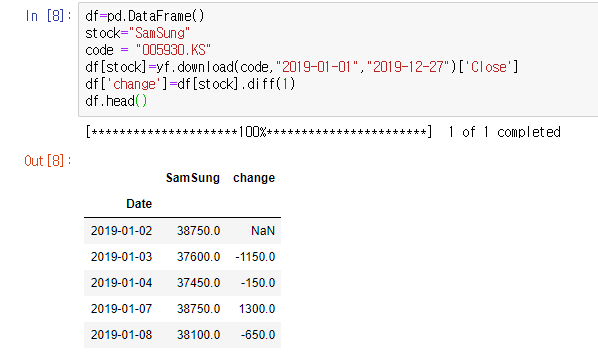 In [8]: df=pd.DataFrame()
stock="SamSung"
code = "005930.KS"
df[stock]=yf.download(code,"2019-01-01","2019-12-27")['Close']
df['change']=df[stock].diff(1)
df.head()
[*********************100%***********************]  1 of 1 completed
Out[8]:
SamSung change
Date
2019-01-02 38750.0 NaN
2019-01-03 37600.0 -1150.0
2019-01-04 37450.0 -150.0
2019-01-07 38750.0 1300.0
2019-01-08 38100.0 -650.0